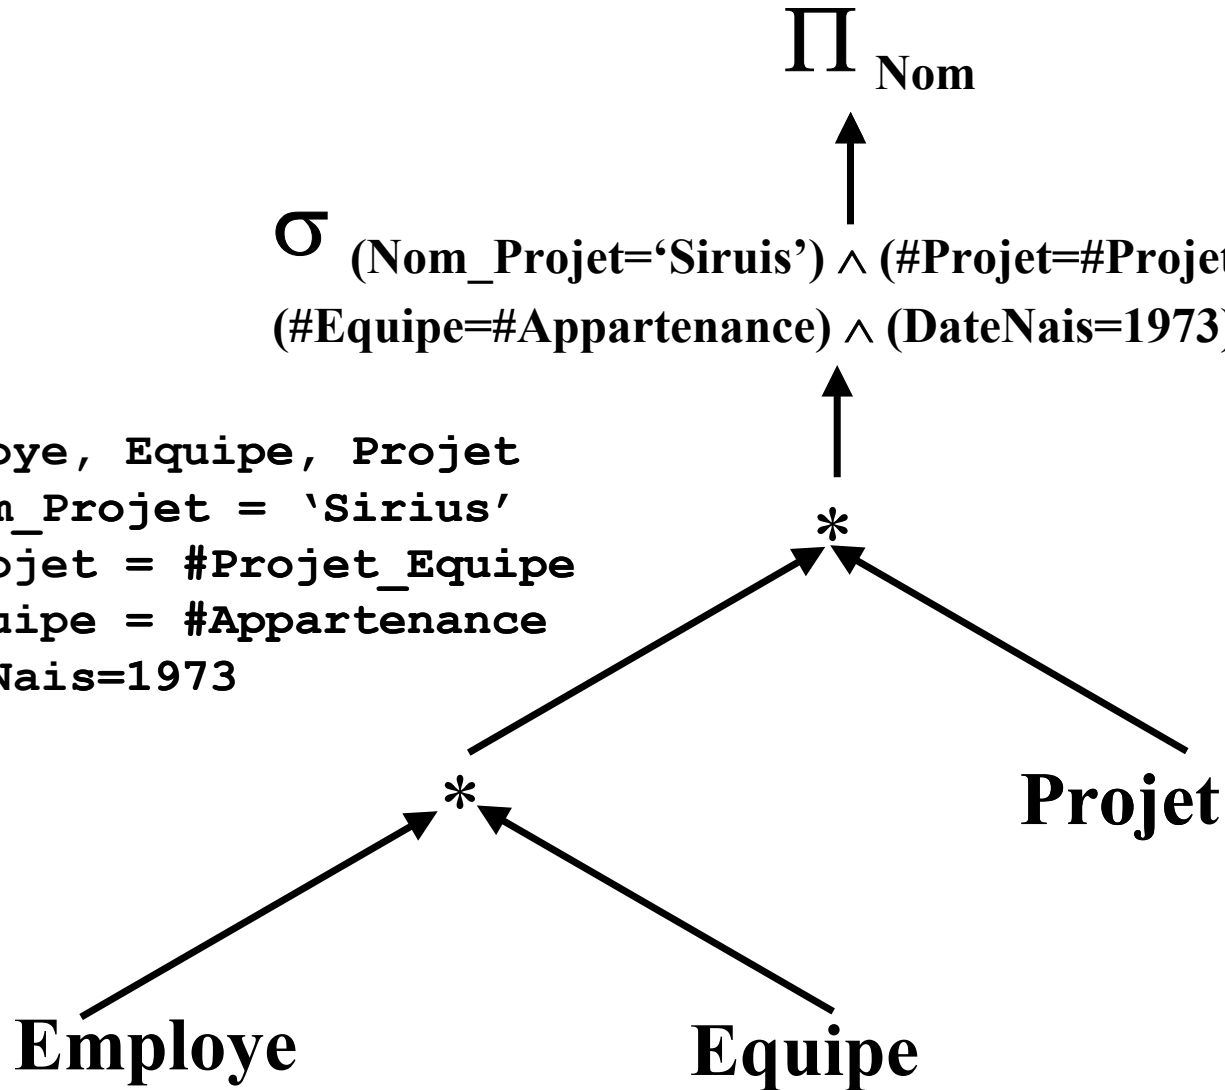 Π Nom
σ (Nom_Projet=‘Siruis’) ∧ (#Projet=#Projet
(#Equipe=#Appartenance) ∧ (DateNais=1973)
oye, Equipe, Projet
m_Projet = ‘Sirius’
ojet = #Projet_Equipe
uipe = #Appartenance
Nais=1973
*
*
Projet
Employe
Equipe